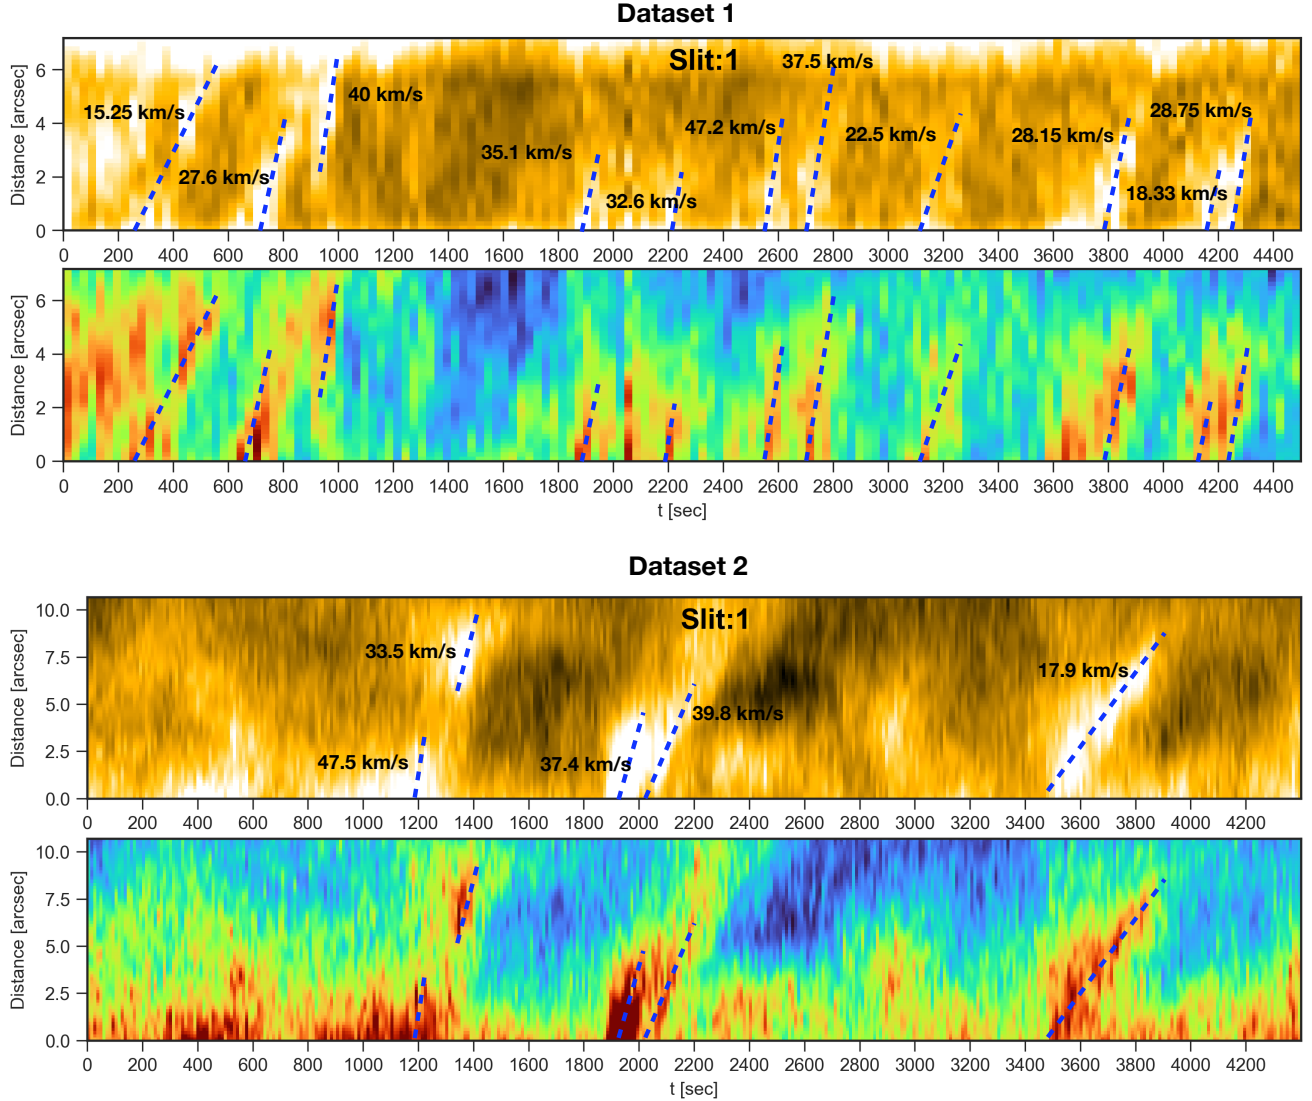 Dataset 1
Slit:1
37.5 km/s
15.25 km/s
40 km/s
47.2 km/s
22.5 km/s
28.15 km/s
28.75 km/s
27.6 km/s
35.1 km/s
32.6 km/s
18.33 km/s
Distance [arcsec]
6
4
2
0
0 200 400 600 800 1000 1200 1400 1600 1800 2000 2200 2400 2600 2800 3000 3200 3400 3600 3800 4000 4200 4400
Distance [arcsec]
6
4
2
0
0 200 400 600 800 1000 1200 1400 1600 1800 2000 2200 2400 2600 2800 3000 3200 3400 3600 3800 4000 4200 4400
t [sec]
Dataset 2
Slit:1
33.5 km/s
17.9 km/s
39.8 km/s
47.5 km/s
37.4 km/s
Distance [arcsec]
10.0
7.5
5.0
2.5
0.0
0 200 400 600 800 1000 1200 1400 1600 1800 2000 2200 2400 2600 2800 3000 3200 3400 3600 3800 4000 4200
Distance [arcsec]
10.0
7.5
5.0
2.5
0.0
0 200 400 600 800 1000 1200 1400 1600 1800 2000 2200 2400 2600 2800 3000 3200 3400 3600 3800 4000 4200
t [sec]